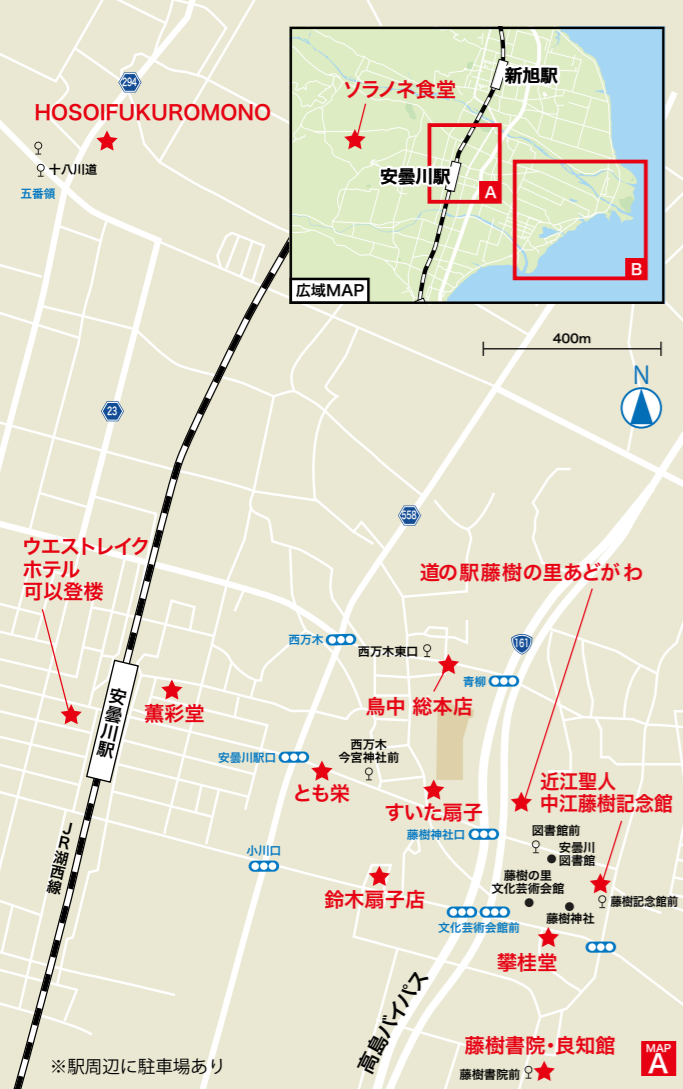 294
HOSOIFUKUROMONO
十八川道
五番領
ソラノネ食堂
新旭駅
安曇川駅
A
B
広域MAP
400m
N
23
558
ウエストレイク
ホテル
可以登楼
道の駅藤樹の里あどがわ
西万木
西万木東口
161
青柳
安曇川駅
薫彩堂
鳥中 総本店
安曇川駅口
西万木
今宮神社前
とも栄
すいた扇子
近江聖人
中江藤樹記念館
藤樹神社口
図書館前
安曇川
図書館
JR湖西線
小川口
鈴木扇子店
藤樹の里
文化芸術会館
藤樹記念館前
藤樹神社
文化芸術会館前
攀桂堂
高島バイパス
藤樹書院・良知館
藤樹書院前
※駅周辺に駐車場あり
MAP
A